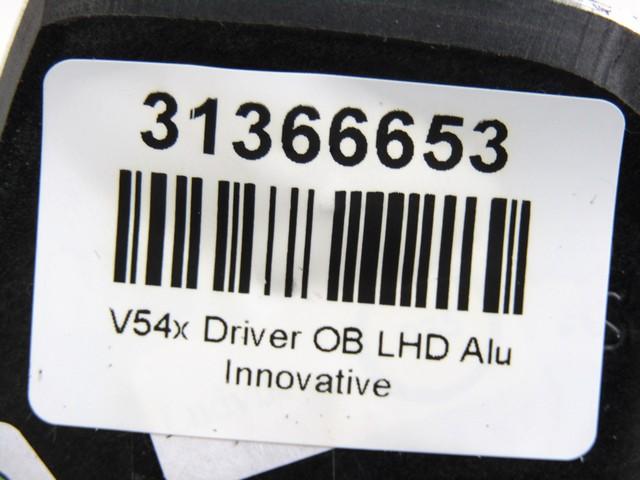 31366653
V54x Driver OB LHD Alu
Innovative